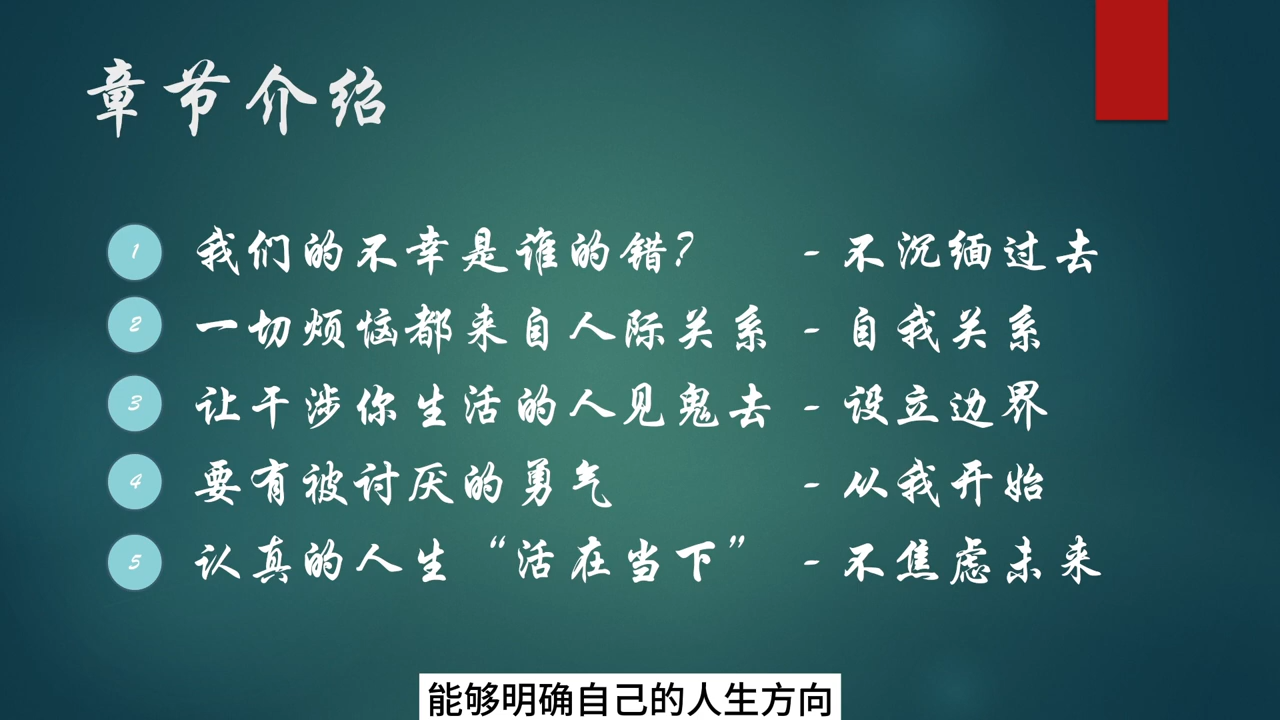 章节介绍
1 我们的不幸是谁的错? - 不沉缅过去
2 一切烦恼都来自人际关系 - 自我关系
3 让干涉你生活的人见鬼去 - 设立边界
4 要有被讨厌的勇气 - 从我开始
5 认真的人生“活在当下” - 不焦虑未来
能够明确自己的人生方向